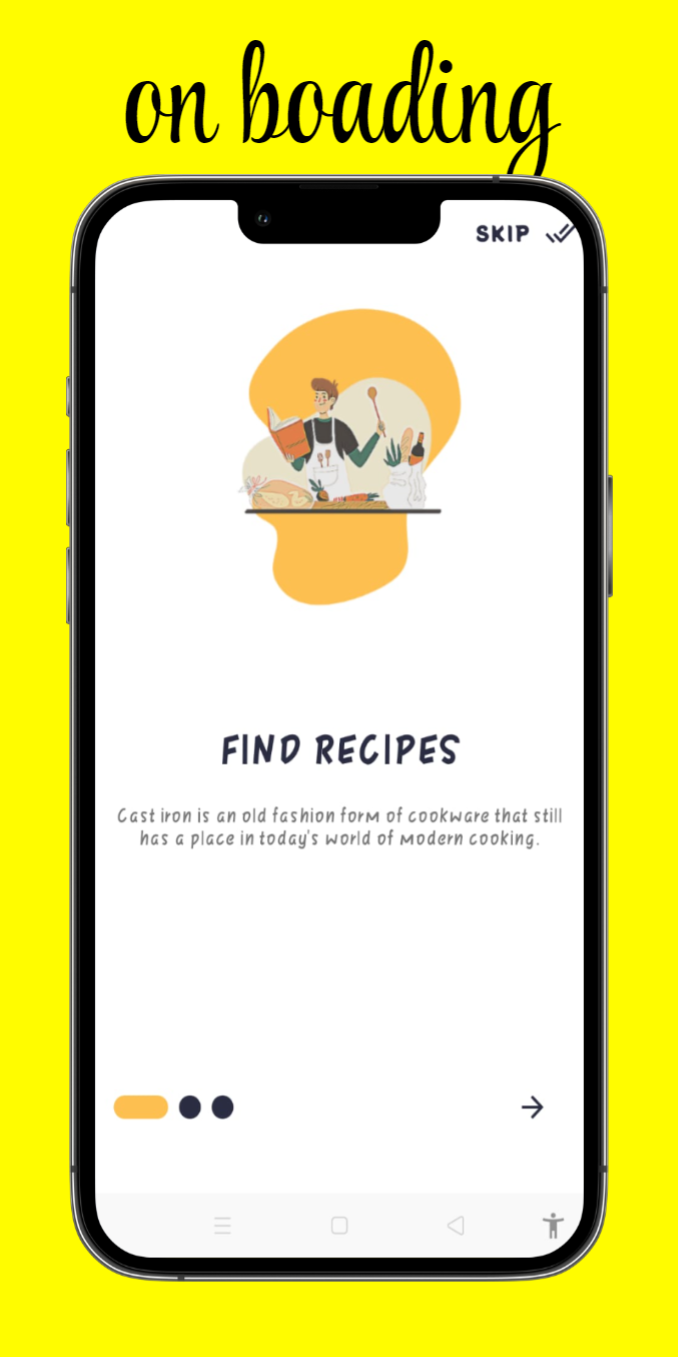 on boading
SKIP
FIND RECIPES
Cast iron is an old fashion form of cookware that still
has a place in today's world of modern cooking.